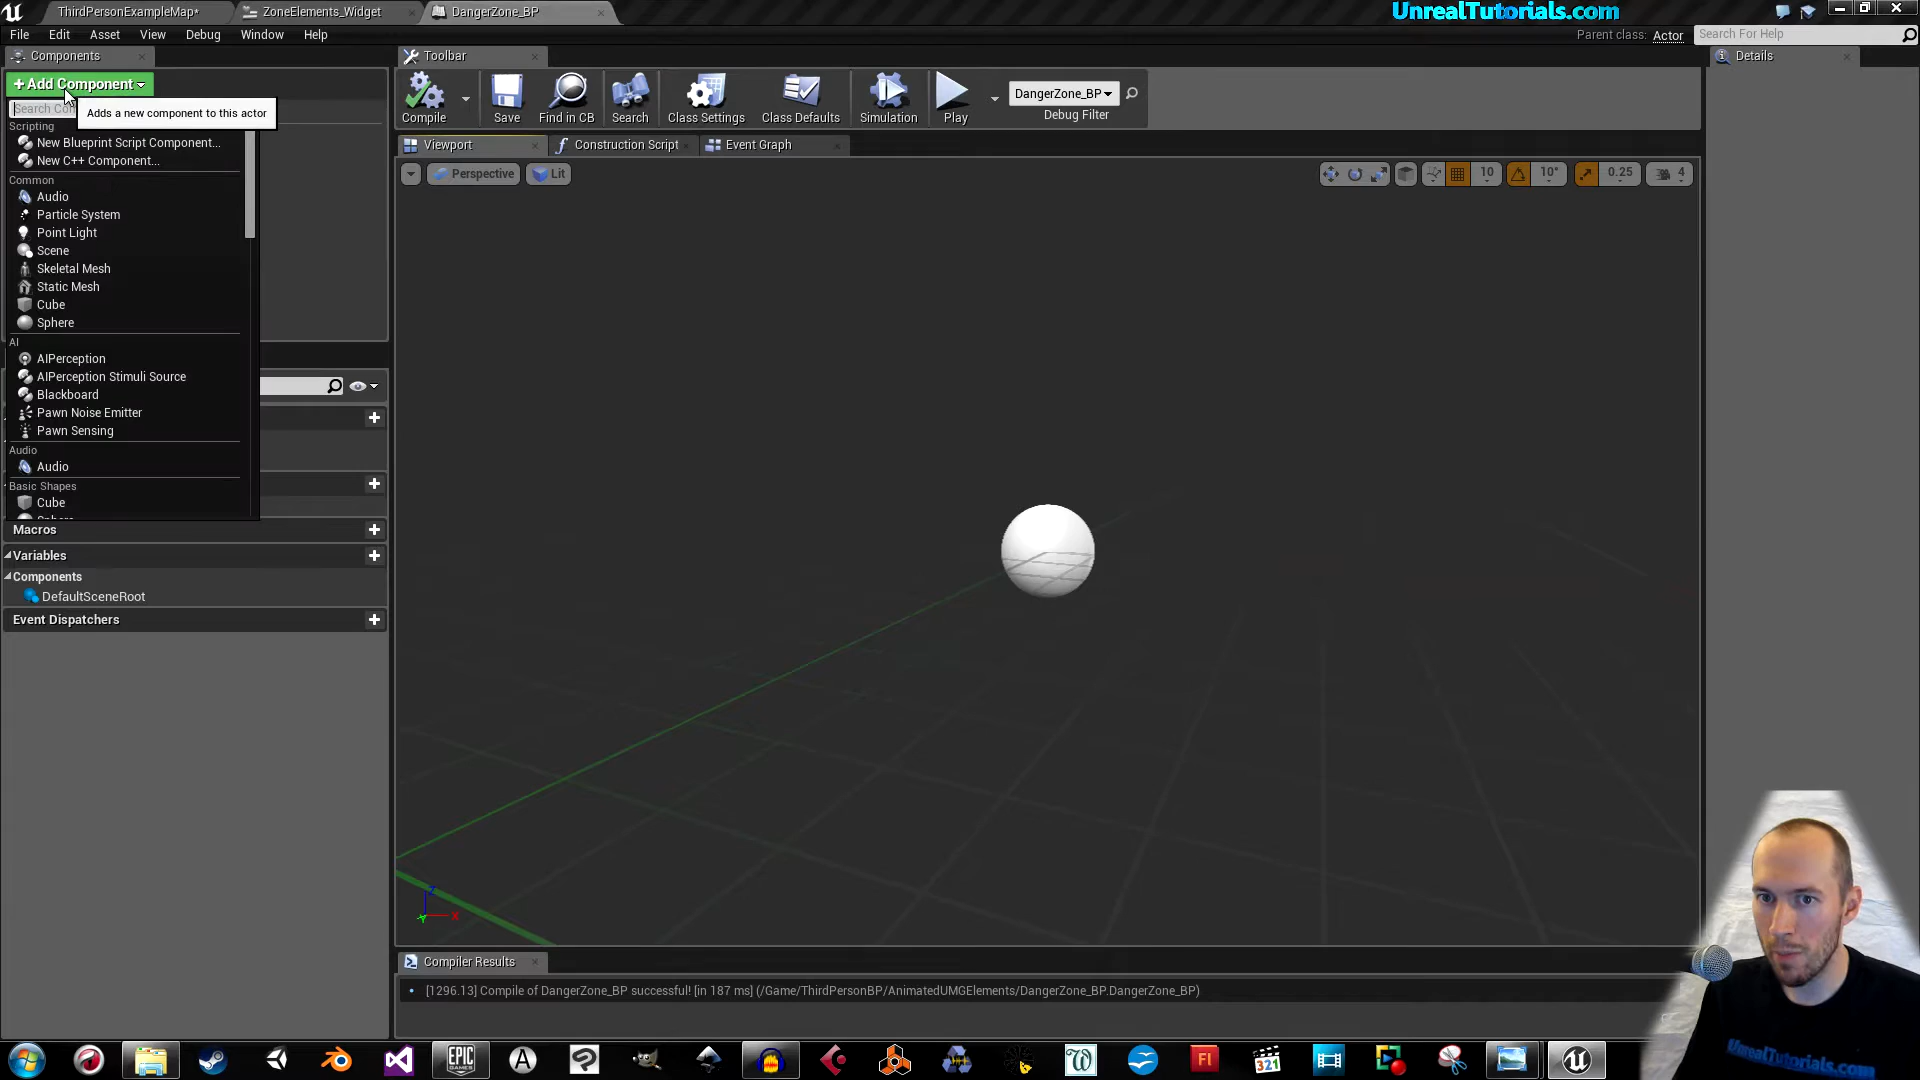 ThirdPersonExampleMap*
ZoneElements_Widget
DangerZone_BP
UnrealTutorials.com
File Edit Asset View Debug Window Help
Parent class: Actor
Search For Help
Components
Toolbar
Details
+ Add Component
Adds a new component to this actor
Scripting
New Blueprint Script Component...
New C++ Component...
Common
Audio
Particle System
Point Light
Scene
Skeletal Mesh
Static Mesh
Cube
Sphere
AI
AIPerception
AIPerception Stimuli Source
Blackboard
Pawn Noise Emitter
Pawn Sensing
Audio
Audio
Basic Shapes
Cube
Macros
Variables
Components
DefaultSceneRoot
Event Dispatchers
Compile
Save
Find in CB
Search
Class Settings
Class Defaults
Simulation
Play
DangerZone_BP
Debug Filter
Viewport
Construction Script
Event Graph
Perspective
Lit
10
10°
0.25
4
Z
X
Compiler Results
[1296.13] Compile of DangerZone_BP successful! [in 187 ms] (/Game/ThirdPersonBP/AnimatedUMGElements/DangerZone_BP.DangerZone_BP)
EPIC
GAMES
Fl
321
UnrealTutorials.com